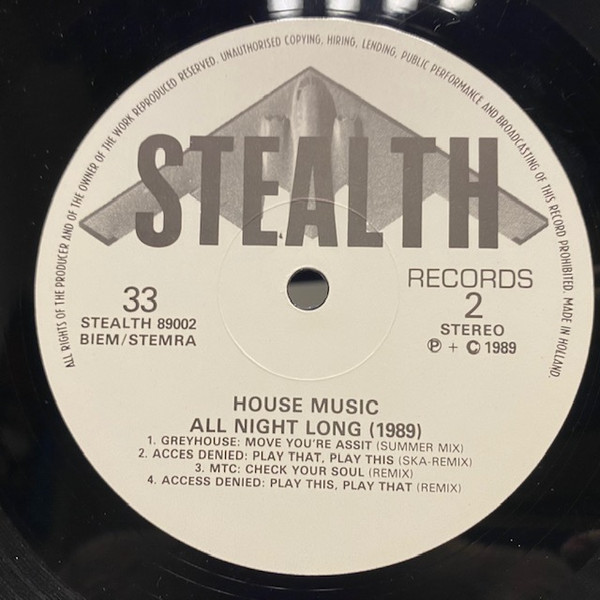 ALL RIGHTS OF THE PRODUCER AND OF THE OWNER OF THE WORK REPRODUCED RESERVED. UNAUTHORISED COPYING, HIRING, LENDING, PUBLIC PERFORMANCE AND BROADCASTING OF THIS RECORD PROHIBITED. MADE IN HOLLAND.
STEALTH
RECORDS
33
STEALTH 89002
BIEM/STEMRA
2
STEREO
℗ + © 1989
HOUSE MUSIC
ALL NIGHT LONG (1989)
1. GREYHOUSE: MOVE YOU'RE ASSIT (SUMMER MIX)
2. ACCES DENIED: PLAY THAT, PLAY THIS (SKA-REMIX)
3. MTC: CHECK YOUR SOUL (REMIX)
4. ACCESS DENIED: PLAY THIS, PLAY THAT (REMIX)